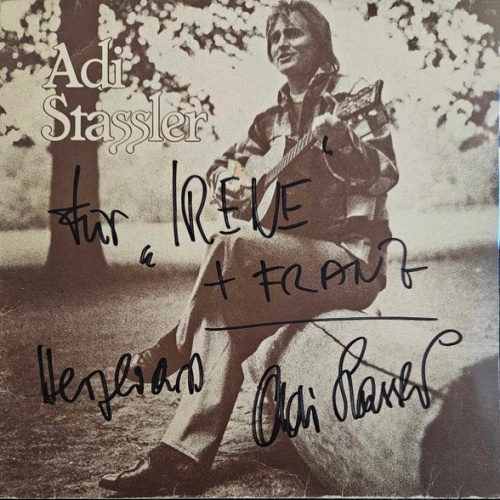 Adi
Stassler
Für „IRENE“
+ FRANZ
Herzlichst
Adi Stassler